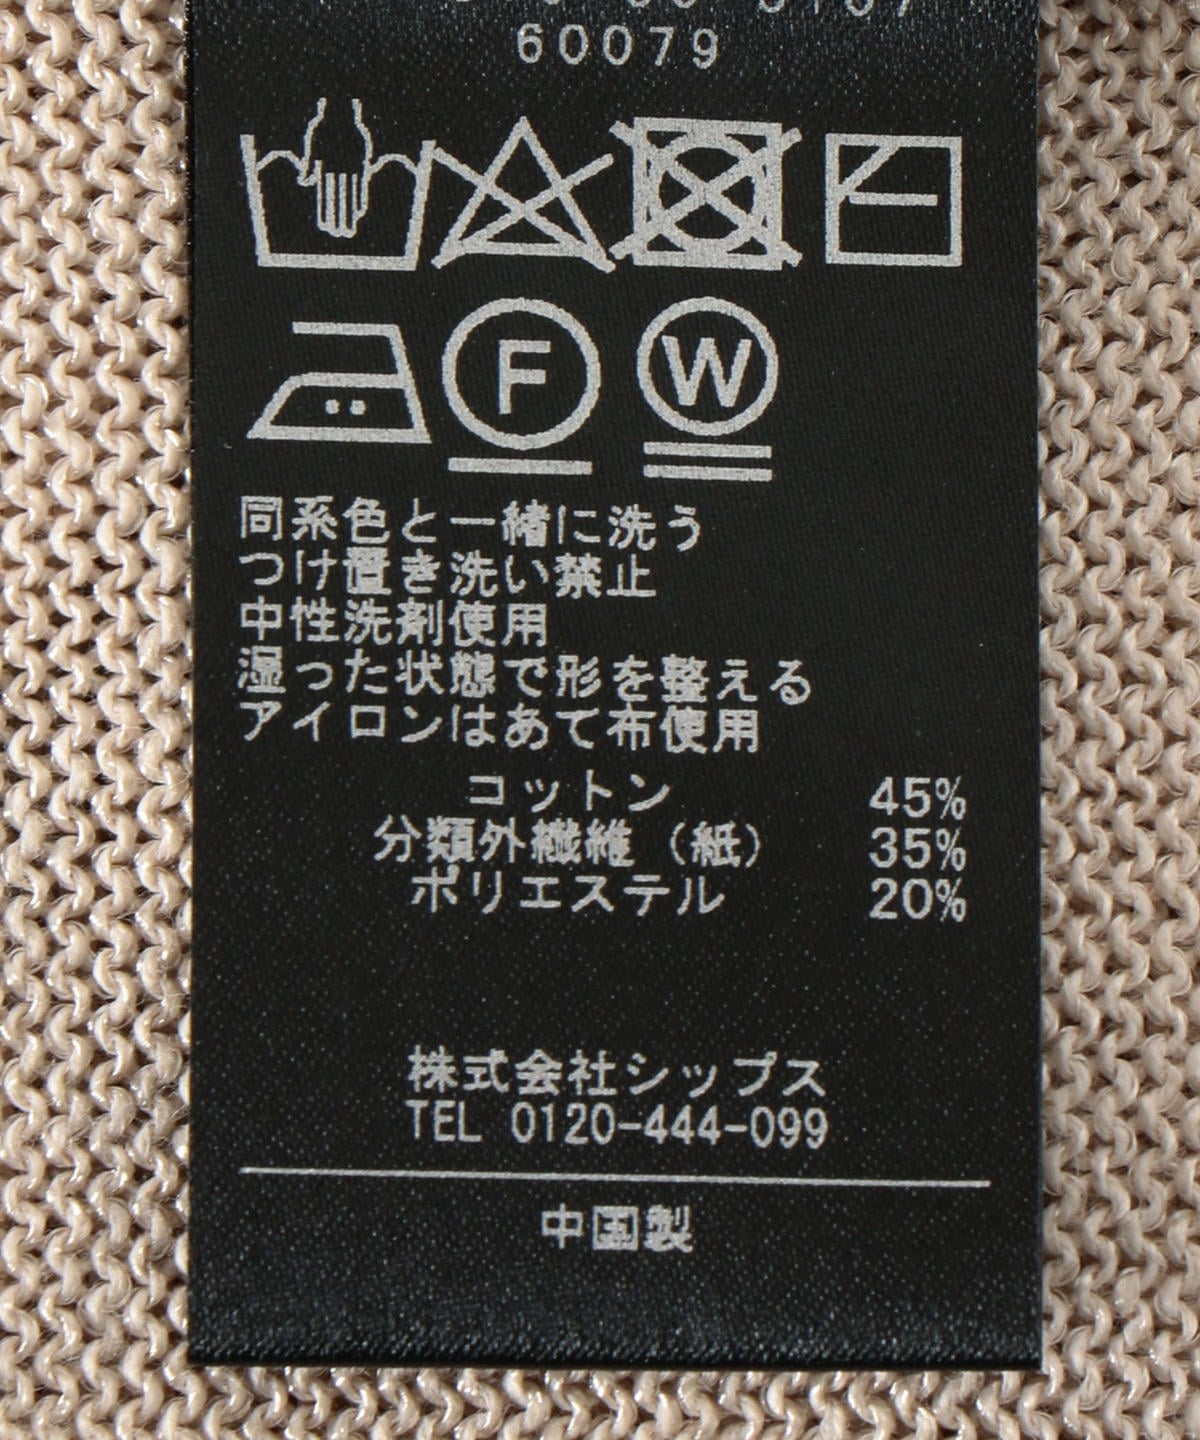 60079
F W
同系色と一緒に洗う
つけ置き洗い禁止
中性洗剤使用
湿った状態で形を整える
アイロンはあて布使用
コットン 45%
分類外繊維（紙） 35%
ポリエステル 20%
株式会社シップス
TEL 0120-444-099
中国製